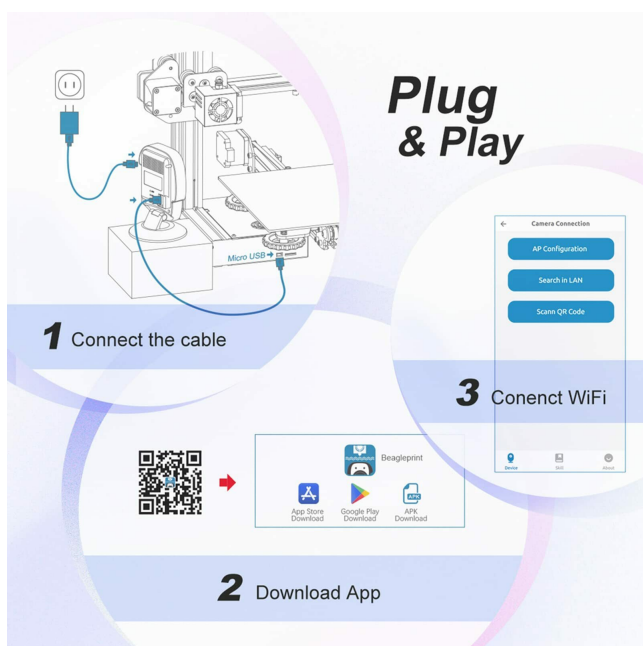 Plug
& Play
Micro USB
1 Connect the cable
Camera Connection
AP Configuration
Search in LAN
Scann QR Code
3 Conenct WiFi
Device
About
Beagleprint
App Store
Download
Google Play
Download
APK
APK
Download
2 Download App